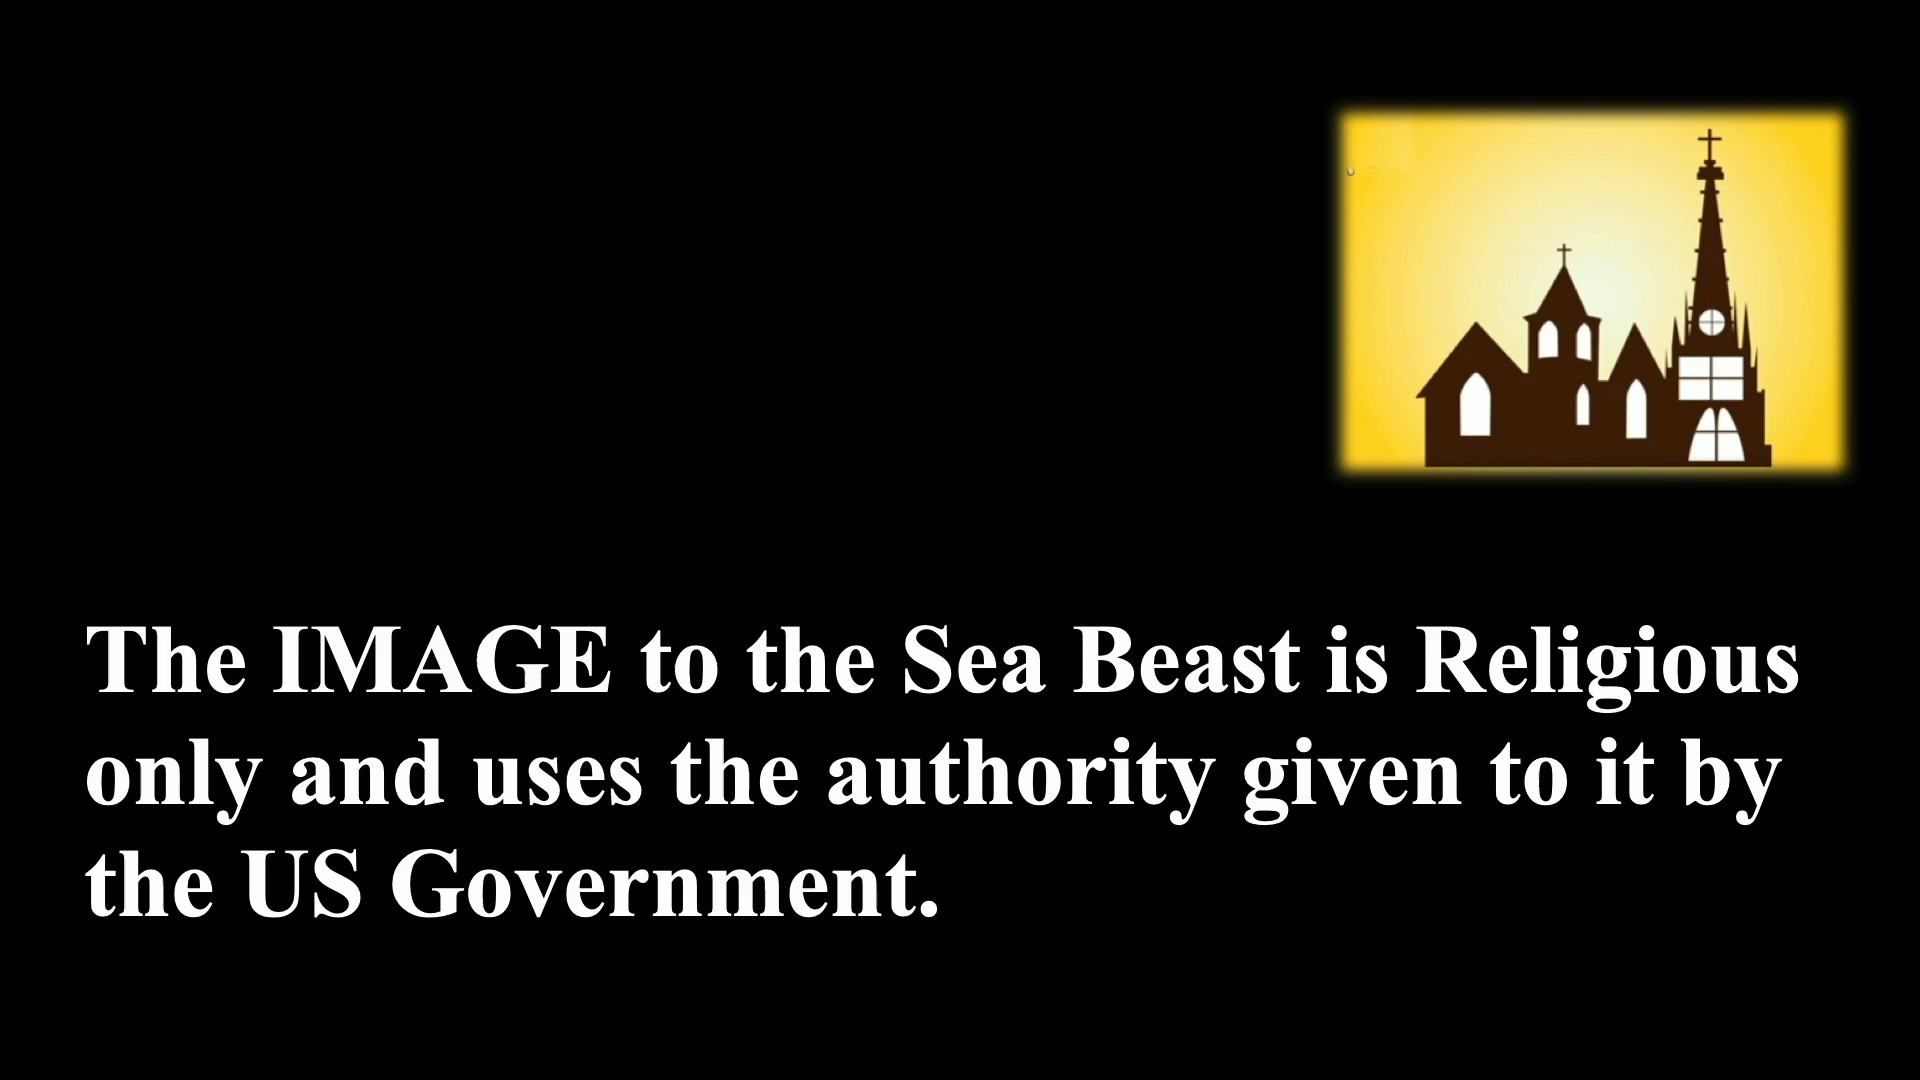 The IMAGE to the Sea Beast is Religious
only and uses the authority given to it by
the US Government.